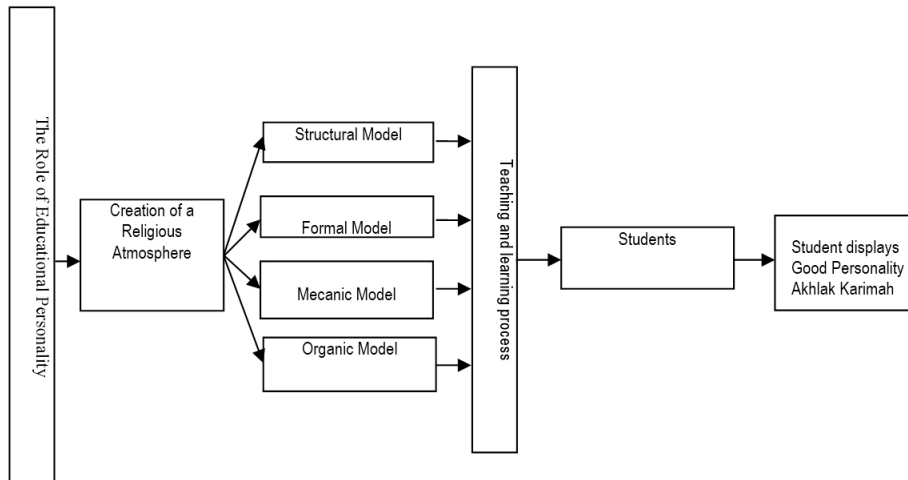 The Role of Educational Personality
Creation of a
Religious
Atmosphere
Structural Model
Formal Model
Mecanic Model
Organic Model
Teaching and learning process
Students
Student displays
Good Personality
Akhlak Karimah